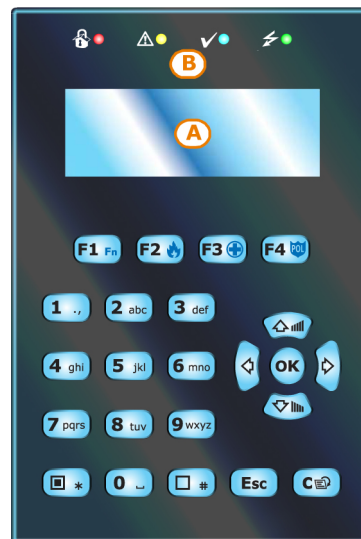 B
A
F1 Fn F2 F3 F4 POL
1 ., 2 abc 3 def
4 ghi 5 jkl 6 mno OK
7 pqrs 8 tuv 9 wxyz
* 0 ⎵ # Esc C